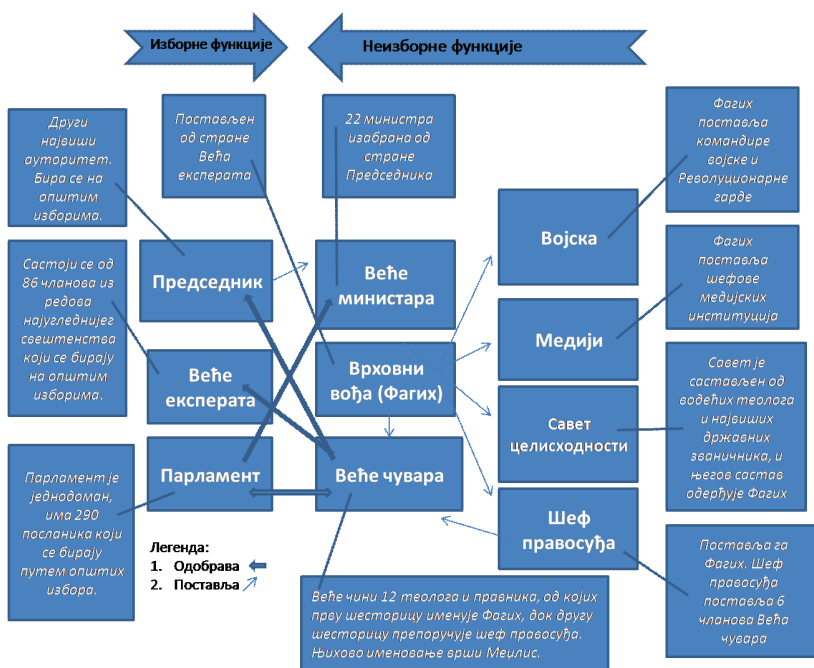 Изборне функције
Неизборне функције
Други
највиши
ауторитет.
Бира се на
општим
изборима.
Постављен
од стране
Већа
експерата
22 министра
изабрана од
стране
Председника
Фагих
поставља
командире
војске и
Револуционарне
гарде
Састоји се од
86 чланова из
редова
најугледнијег
свештенства
који се бирају
на општим
изборима.
Председник
Веће
министара
Војска
Фагих
поставља
шефове
медијских
институција
Веће
експерата
Врховни
вођа (Фагих)
Медији
Савет је
састављен од
водећих теолога
и највиших
државних
званичника, и
његов састав
одерђује Фагих
Савет
целисходности
Парламент је
једнодоман,
има 290
посланика који
се бирају
путем општих
избора.
Парламент
Веће чувара
Шеф
правосуђа
Легенда:
1. Одобрава
2. Поставља
Веће чини 12 теолога и правника, од којих
прву шесторицу именује Фагих, док другу
шесторицу препоручује шеф правосуђа.
Њихово именовање врши Меџлис.
Поставља га
Фагих. Шеф
правосуђа
поставља 6
чланова Већа
чувара